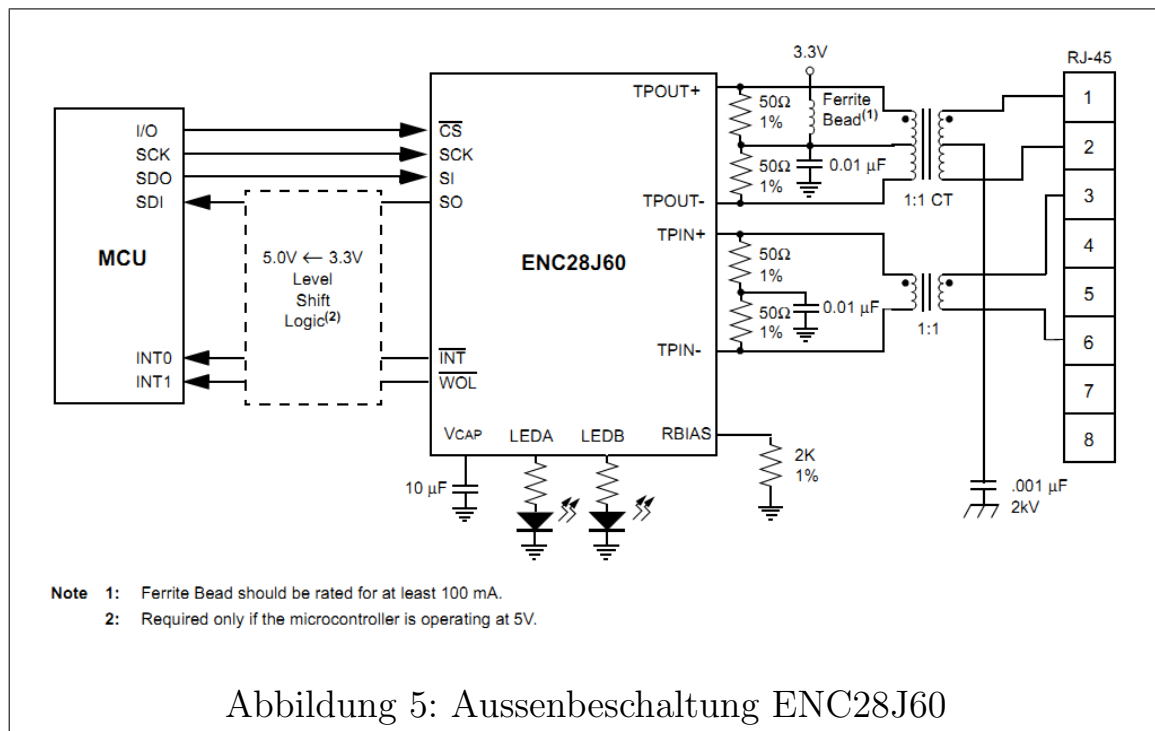 3.3V
RJ-45
MCU
I/O
SCK
SDO
SDI
INT0
INT1
5.0V ← 3.3V
Level
Shift
Logic(2)
ENC28J60
CS
SCK
SI
SO
INT
WOL
VCAP
LEDA
LEDB
RBIAS
TPOUT+
TPOUT-
TPIN+
TPIN-
50Ω
1%
50Ω
1%
Ferrite
Bead(1)
0.01 µF
1:1 CT
50Ω
1%
50Ω
1%
0.01 µF
1:1
1
2
3
4
5
6
7
8
10 µF
2K
1%
.001 µF
2kV
Note 1: Ferrite Bead should be rated for at least 100 mA.
2: Required only if the microcontroller is operating at 5V.
Abbildung 5: Aussenbeschaltung ENC28J60